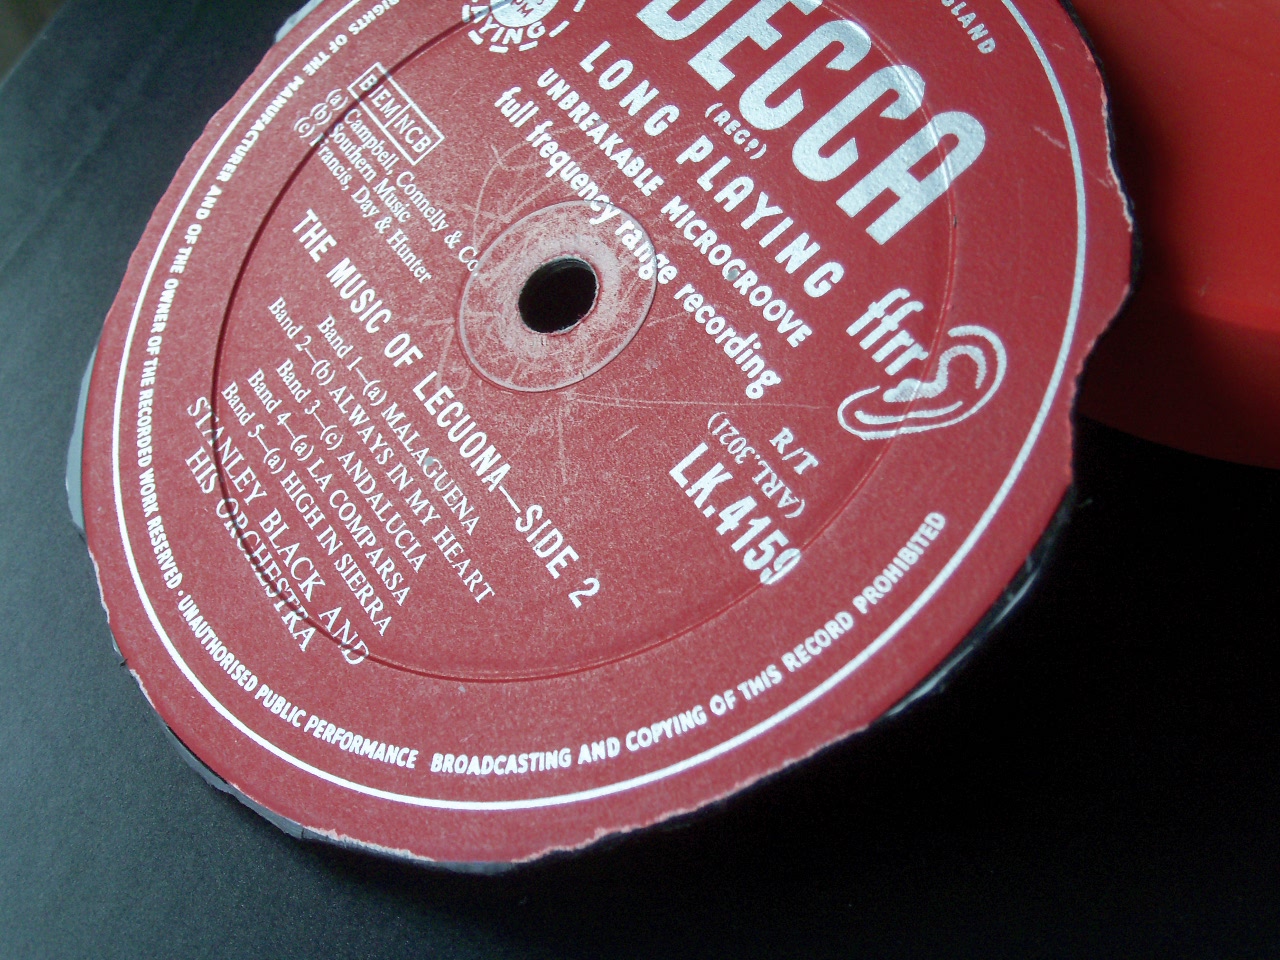 RIGHTS OF THE MANUFACTURER AND OF THE OWNER OF THE RECORDED WORK RESERVED · UNAUTHORISED PUBLIC PERFORMANCE BROADCASTING AND COPYING OF THIS RECORD PROHIBITED
DECCA
(REGD)
LONG PLAYING
UNBREAKABLE MICROGROOVE
full frequency range recording
ffrr
BIEM/NCB
(a) Campbell, Connelly & Co.
(b) Southern Music
(c) Francis, Day & Hunter
R/T
(ARL.3021)
LK.4159
THE MUSIC OF LECUONA—SIDE 2
Band 1—(a) MALAGUENA
Band 2—(b) ALWAYS IN MY HEART
Band 3—(c) ANDALUCIA
Band 4—(a) LA COMPARSA
Band 5—(a) HIGH IN SIERRA
STANLEY BLACK AND
HIS ORCHESTRA